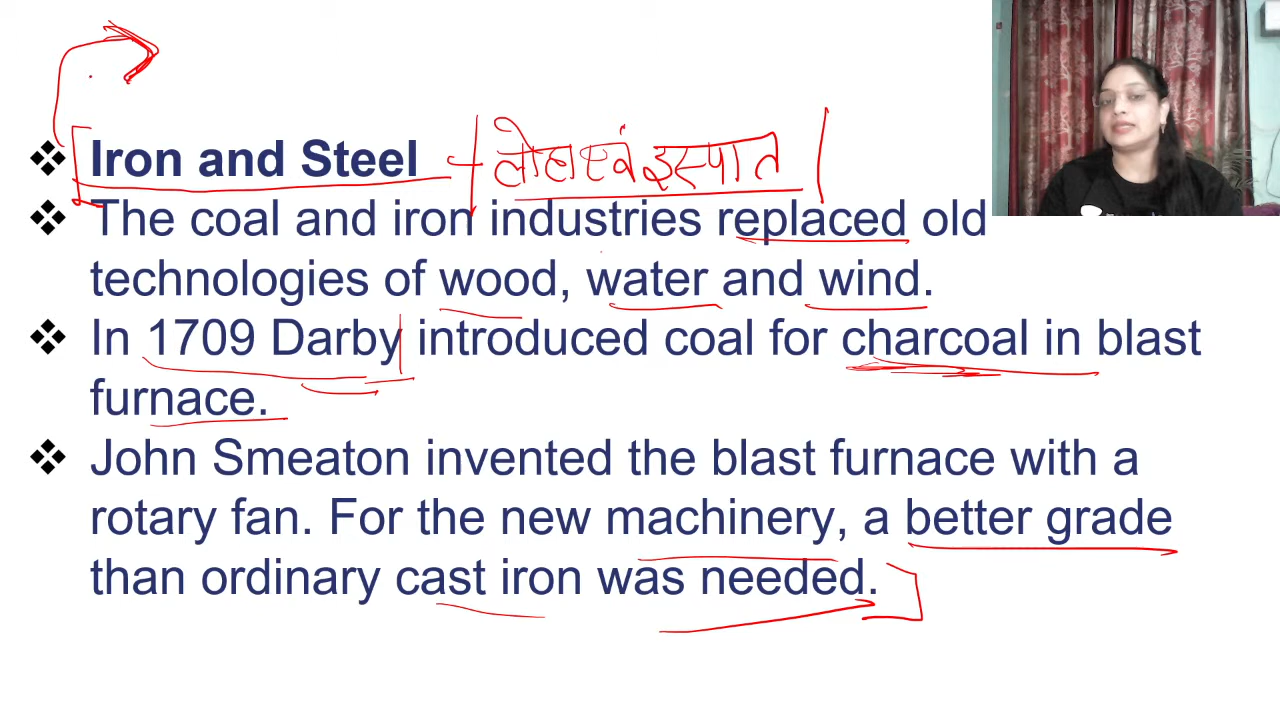 ❖ Iron and Steel लोहा एवं इस्पात
❖ The coal and iron industries replaced old
technologies of wood, water and wind.
❖ In 1709 Darby introduced coal for charcoal in blast
furnace.
❖ John Smeaton invented the blast furnace with a
rotary fan. For the new machinery, a better grade
than ordinary cast iron was needed.